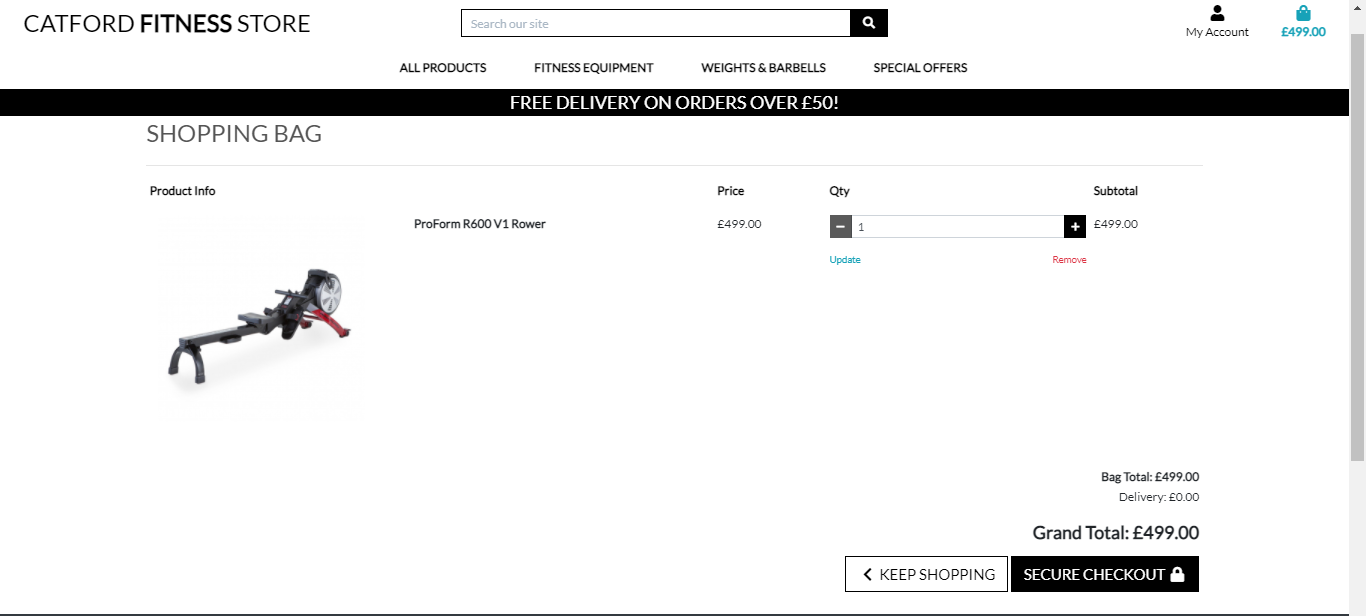 CATFORD FITNESS STORE
Search our site
My Account
£499.00
ALL PRODUCTS FITNESS EQUIPMENT WEIGHTS & BARBELLS SPECIAL OFFERS
FREE DELIVERY ON ORDERS OVER £50!
SHOPPING BAG
Product Info Price Qty Subtotal
ProForm R600 V1 Rower £499.00 1 £499.00
Update Remove
Bag Total: £499.00
Delivery: £0.00
Grand Total: £499.00
KEEP SHOPPING SECURE CHECKOUT